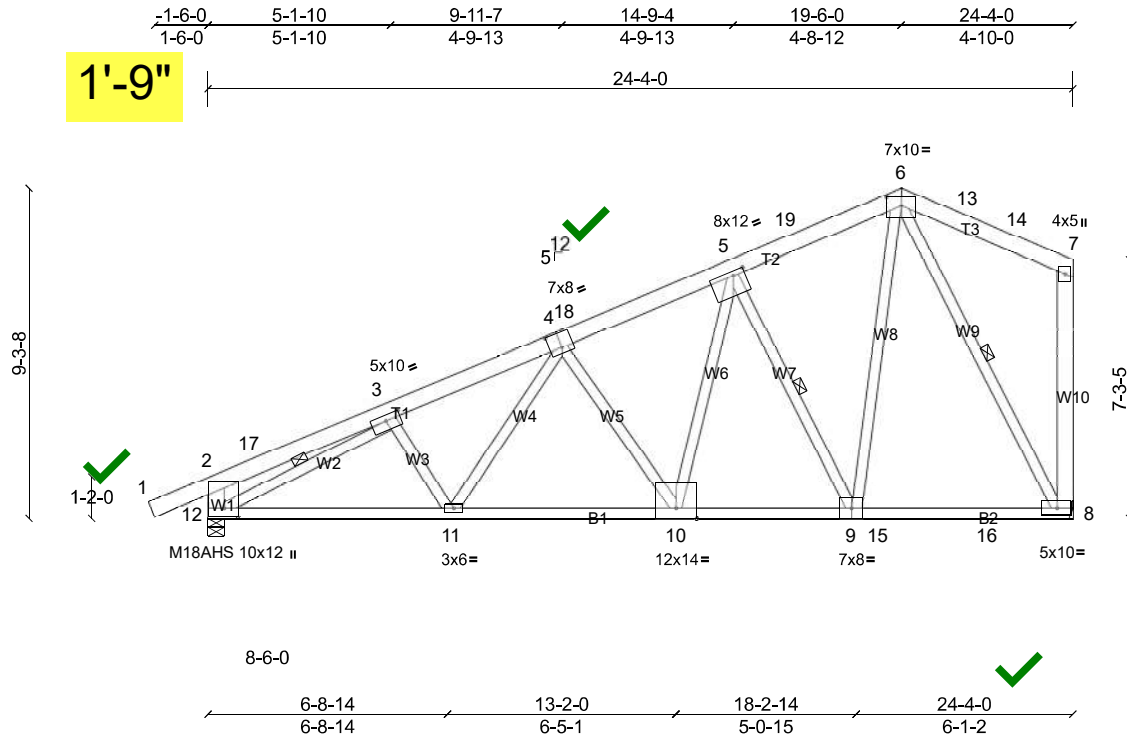 -1-6-0 5-1-10 9-11-7 14-9-4 19-6-0 24-4-0
1-6-0 5-1-10 4-9-13 4-9-13 4-8-12 4-10-0
1'-9"
24-4-0
7x10=
6
13
8x12= 19 14 4x5 II
12 5 T3 7
5 T2
7x8=
4 18
9-3-8 W8 W9
5x10= W6 W7 7-3-5
3 W10
T1 W4 W5
17
2 W2 W3
1
1-2-0 W1
12 B1 B2 8
11 10 9 15 16
M18AHS 10x12 II 3x6= 12x14= 7x8= 5x10=
8-6-0
6-8-14 13-2-0 18-2-14 24-4-0
6-8-14 6-5-1 5-0-15 6-1-2